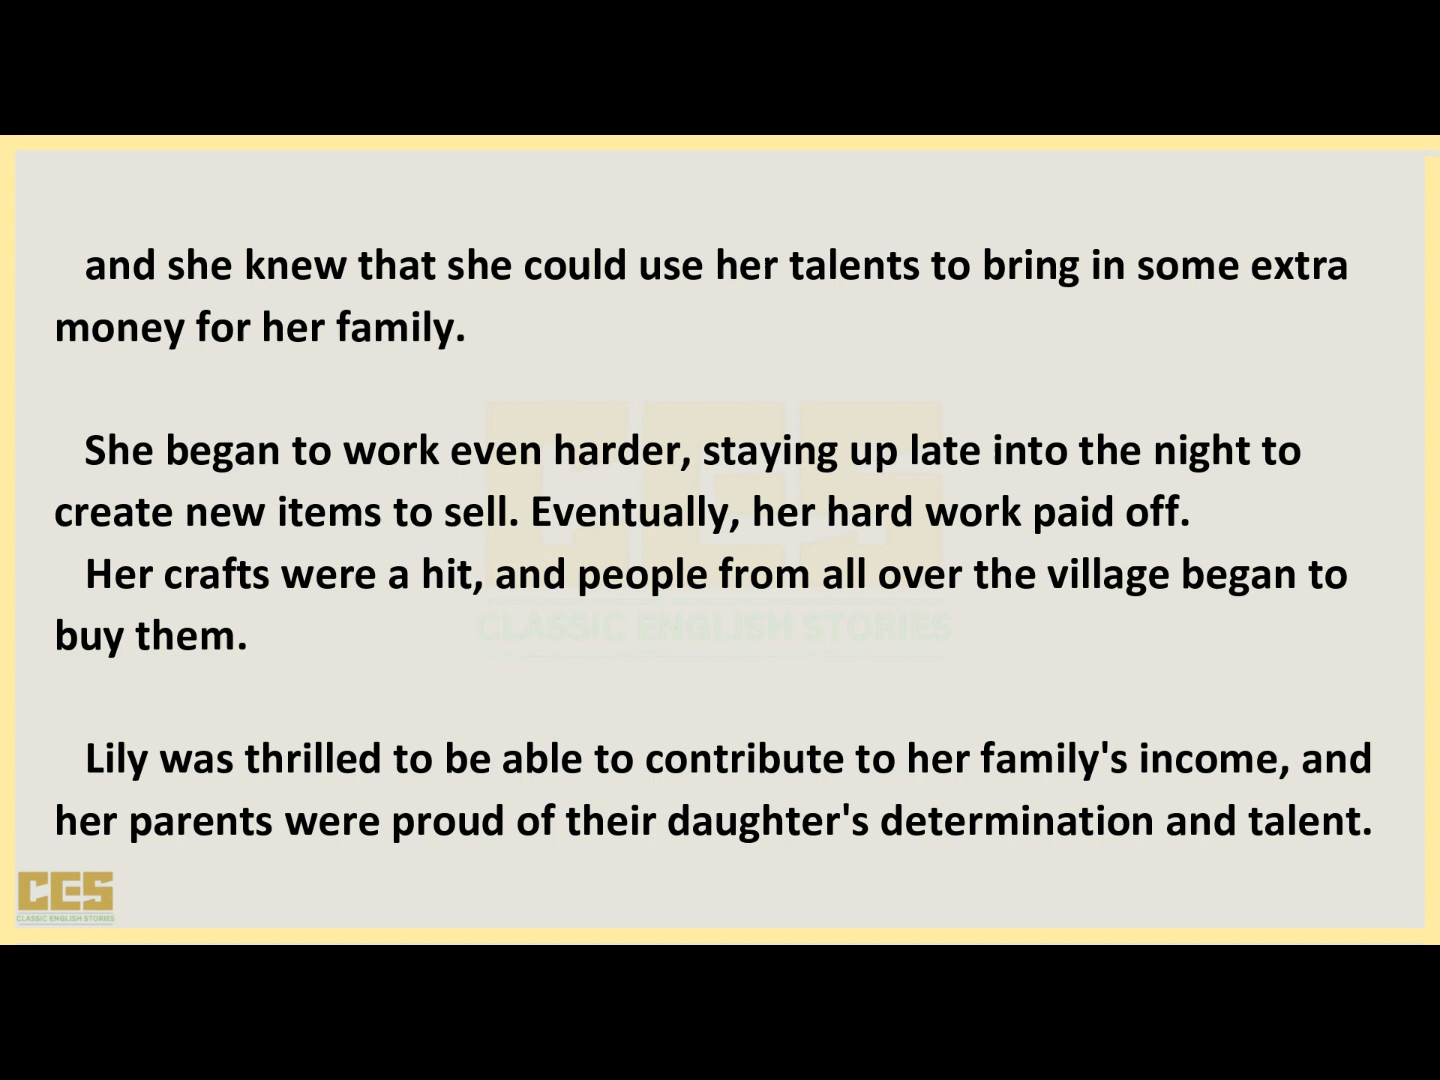 and she knew that she could use her talents to bring in some extra
money for her family.
She began to work even harder, staying up late into the night to
create new items to sell. Eventually, her hard work paid off.
Her crafts were a hit, and people from all over the village began to
buy them.
CES
CLASSIC ENGLISH STORIES
Lily was thrilled to be able to contribute to her family's income, and
her parents were proud of their daughter's determination and talent.
CES
CLASSIC ENGLISH STORIES